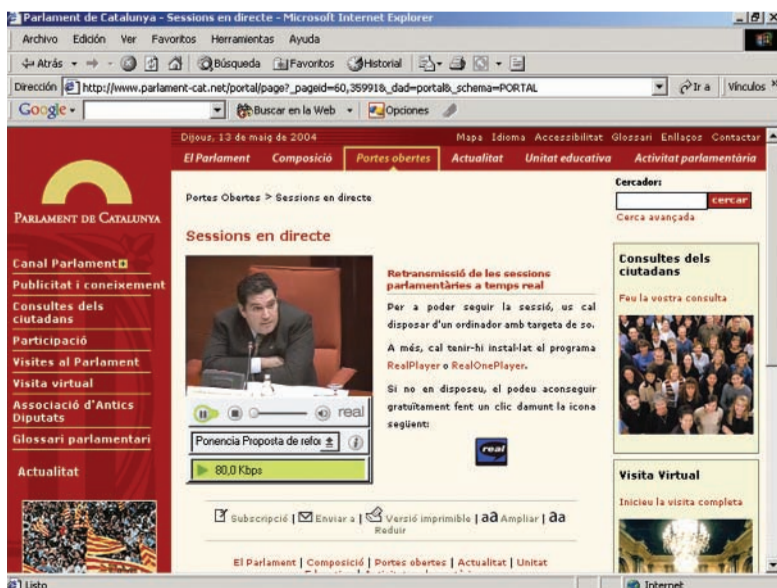 Parlament de Catalunya - Sessions en directe - Microsoft Internet Explorer
Archivo Edición Ver Favoritos Herramientas Ayuda
Atrás Búsqueda Favoritos Historial
Dirección http://www.parlament-cat.net/portal/page?_pageid=60,35991&_dad=portal&_schema=PORTAL Ir a Vínculos »
Google Buscar en la Web Opciones
Dijous, 13 de maig de 2004 Mapa Idioma Accessibilitat Glossari Enllaços Contactar
El Parlament Composició Portes obertes Actualitat Unitat educativa Activitat parlamentària
PARLAMENT DE CATALUNYA
Canal Parlament
Publicitat i coneixement
Consultes dels
ciutadans
Participació
Visites al Parlament
Visita virtual
Associació d'Antics
Diputats
Glossari parlamentari
Actualitat
Portes Obertes > Sessions en directe
Sessions en directe
real
Ponencia Proposta de refor
80,0 Kbps
Retransmissió de les sessions
parlamentàries a temps real
Per a poder seguir la sessió, us cal
disposar d'un ordinador amb targeta de so.
A més, cal tenir-hi instal·lat el programa
RealPlayer o RealOnePlayer.
Si no en disposeu, el podeu aconseguir
gratuïtament fent un clic damunt la icona
següent:
real
Subscripció | Enviar a | Versió imprimible | aa Ampliar | aa
Reduir
El Parlament | Composició | Portes obertes | Actualitat | Unitat
Cercador:
cercar
Cerca avançada
Consultes dels
ciutadans
Feu la vostra consulta
Visita Virtual
Inicieu la visita completa
Listo Internet